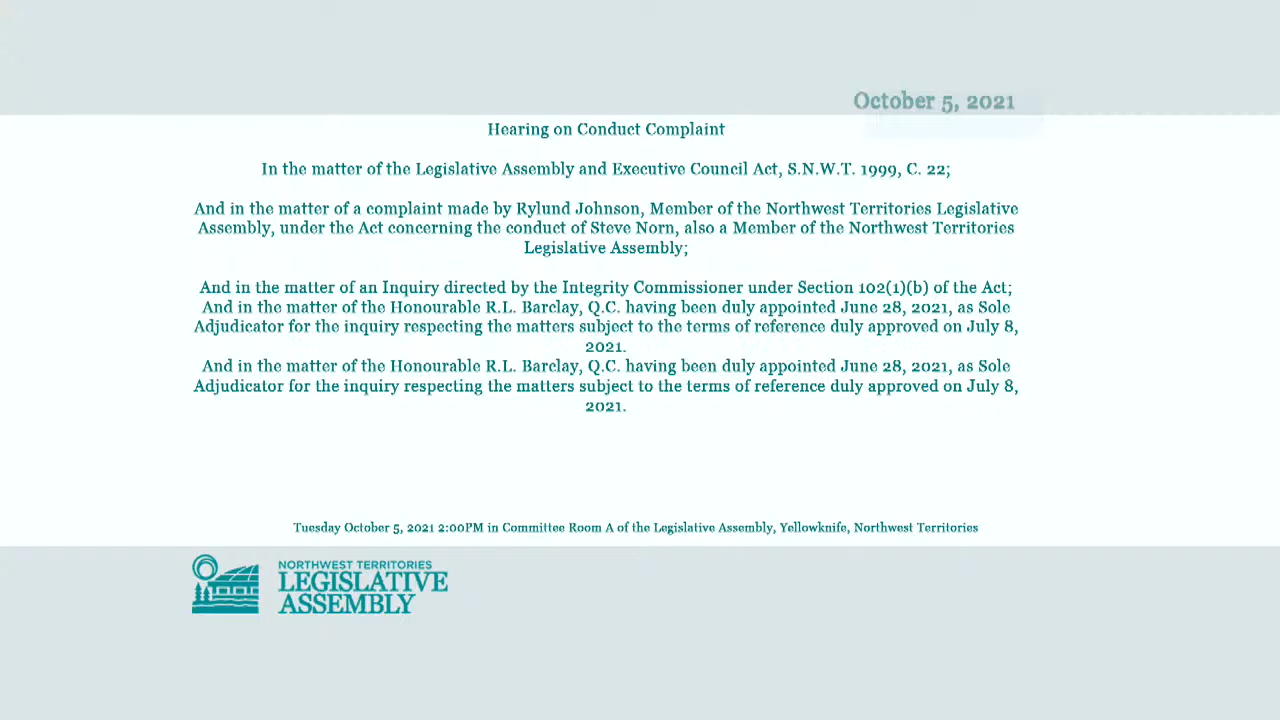 October 5, 2021
Hearing on Conduct Complaint
In the matter of the Legislative Assembly and Executive Council Act, S.N.W.T. 1999, C. 22;
And in the matter of a complaint made by Rylund Johnson, Member of the Northwest Territories Legislative
Assembly, under the Act concerning the conduct of Steve Norn, also a Member of the Northwest Territories
Legislative Assembly;
And in the matter of an Inquiry directed by the Integrity Commissioner under Section 102(1)(b) of the Act;
And in the matter of the Honourable R.L. Barclay, Q.C. having been duly appointed June 28, 2021, as Sole
Adjudicator for the inquiry respecting the matters subject to the terms of reference duly approved on July 8,
2021.
And in the matter of the Honourable R.L. Barclay, Q.C. having been duly appointed June 28, 2021, as Sole
Adjudicator for the inquiry respecting the matters subject to the terms of reference duly approved on July 8,
2021.
Tuesday October 5, 2021 2:00PM in Committee Room A of the Legislative Assembly, Yellowknife, Northwest Territories
NORTHWEST TERRITORIES
LEGISLATIVE
ASSEMBLY